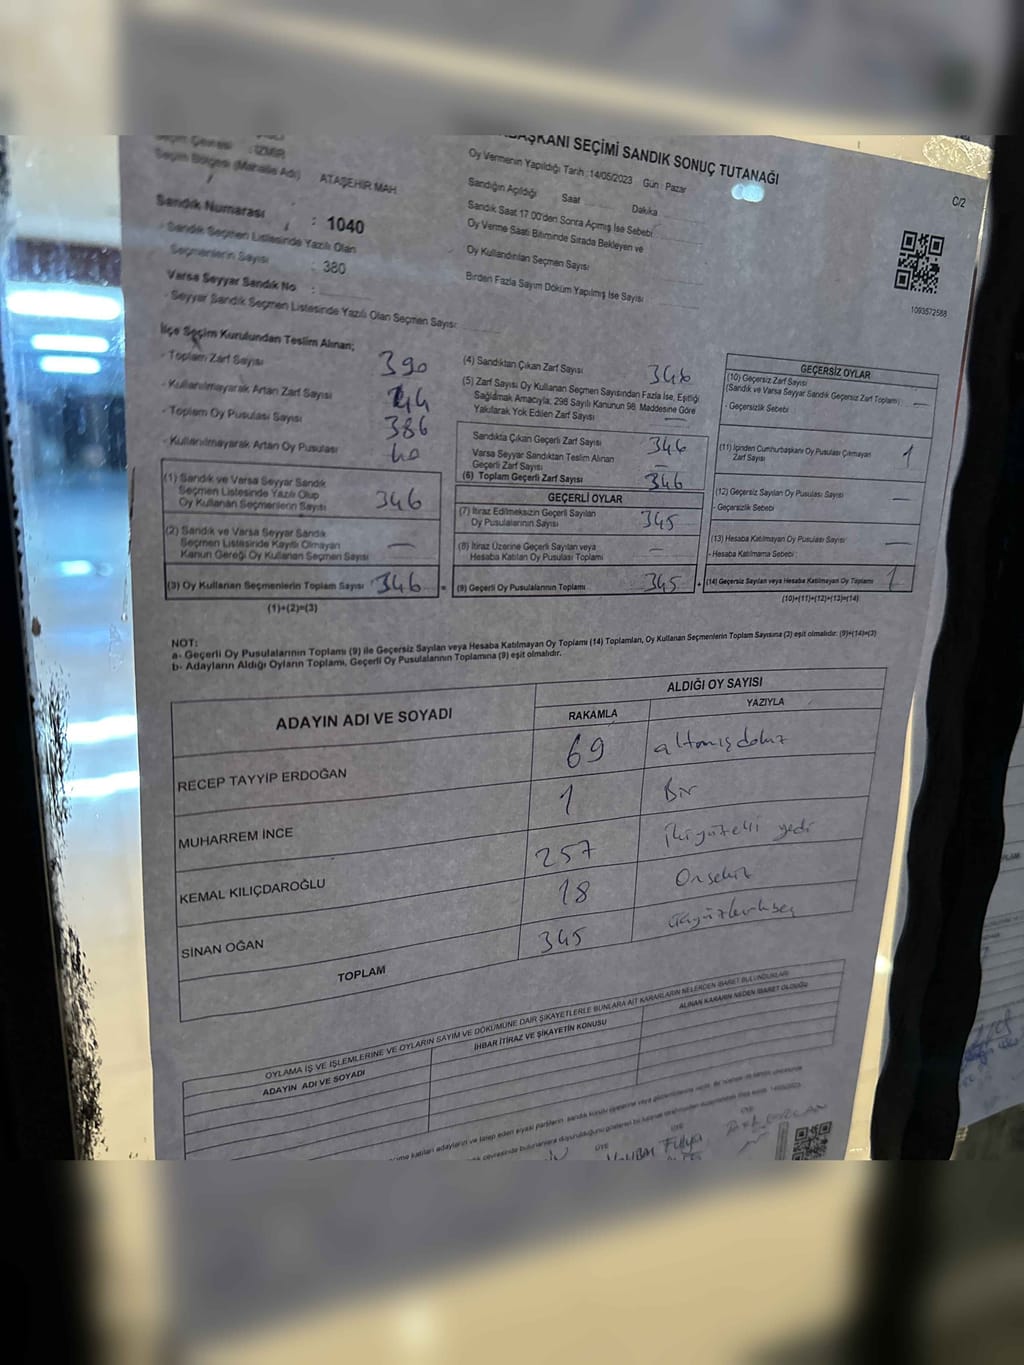 BAŞKANI SEÇİMİ SANDIK SONUÇ TUTANAĞI
Seçim Çevresi : İZMİR
Seçim Bölgesi (Mahalle Adı) ATAŞEHİR MAH
Sandık Numarası : 1040
- Sandık Seçmen Listesinde Yazılı Olan
Seçmenlerin Sayısı : 380
Varsa Seyyar Sandık No :
- Seyyar Sandık Seçmen Listesinde Yazılı Olan Seçmen Sayısı:
Oy Vermenin Yapıldığı Tarih : 14/05/2023 Gün : Pazar
Sandığın Açıldığı Saat Dakika
Sandık Saat 17.00'den Sonra Açılmış İse Sebebi
Oy Verme Saati Bitiminde Sırada Bekleyen ve
Oy Kullandırılan Seçmen Sayısı
Birden Fazla Sayım Döküm Yapılmış İse Sayısı
C/2
1093572588
İlçe Seçim Kurulundan Teslim Alınan;
- Toplam Zarf Sayısı 390
- Kullanılmayarak Artan Zarf Sayısı 44
- Toplam Oy Pusulası Sayısı 386
- Kullanılmayarak Artan Oy Pusulası 40
(1) Sandık ve Varsa Seyyar Sandık
Seçmen Listesinde Yazılı Olup
Oy Kullanan Seçmenlerin Sayısı 346
(2) Sandık ve Varsa Seyyar Sandık
Seçmen Listesinde Kayıtlı Olmayan
Kanun Gereği Oy Kullanan Seçmen Sayısı —
(3) Oy Kullanan Seçmenlerin Toplam Sayısı 346 =
(1)+(2)=(3)
(4) Sandıktan Çıkan Zarf Sayısı 346
(5) Zarf Sayısı Oy Kullanan Seçmen Sayısından Fazla İse, Eşitliği
Sağlamak Amacıyla, 298 Sayılı Kanunun 98. Maddesine Göre
Yakılarak Yok Edilen Zarf Sayısı —
Sandıkta Çıkan Geçerli Zarf Sayısı 346
Varsa Seyyar Sandıktan Teslim Alınan
Geçerli Zarf Sayısı —
(6) Toplam Geçerli Zarf Sayısı 346
GEÇERLİ OYLAR
(7) İtiraz Edilmeksizin Geçerli Sayılan
Oy Pusulalarının Sayısı 345
(8) İtiraz Üzerine Geçerli Sayılan veya
Hesaba Katılan Oy Pusulası Toplamı —
(9) Geçerli Oy Pusulalarının Toplamı 345 +
GEÇERSİZ OYLAR
(10) Geçersiz Zarf Sayısı
(Sandık ve Varsa Seyyar Sandık Geçersiz Zarf Toplamı) —
- Geçersizlik Sebebi
(11) İçinden Cumhurbaşkanı Oy Pusulası Çıkmayan
Zarf Sayısı 1
(12) Geçersiz Sayılan Oy Pusulası Sayısı —
- Geçersizlik Sebebi
(13) Hesaba Katılmayan Oy Pusulası Sayısı —
- Hesaba Katılmama Sebebi
(14) Geçersiz Sayılan veya Hesaba Katılmayan Oy Toplamı 1
(10)+(11)+(12)+(13)=(14)
NOT:
a- Geçerli Oy Pusulalarının Toplamı (9) ile Geçersiz Sayılan veya Hesaba Katılmayan Oy Toplamı (14) Toplamları, Oy Kullanan Seçmenlerin Toplam Sayısına (3) eşit olmalıdır. (9)+(14)=(3)
b- Adayların Aldığı Oyların Toplamı, Geçerli Oy Pusulalarının Toplamına (9) eşit olmalıdır.
ADAYIN ADI VE SOYADI ALDIĞI OY SAYISI
RAKAMLA YAZIYLA
RECEP TAYYİP ERDOĞAN 69 altmışdokuz
MUHARREM İNCE 1 Bir
KEMAL KILIÇDAROĞLU 257 ikiyüzelli yedi
SİNAN OĞAN 18 Onsekiz
TOPLAM 345 üçyüzkırkbeş
OYLAMA İŞ VE İŞLEMLERİNE VE OYLARIN SAYIM VE DÖKÜMÜNE DAİR ŞİKAYETLERLE BUNLARA AİT KARARLARIN NELERDEN İBARET BULUNDUKLARI
ADAYIN ADI VE SOYADI İHBAR İTİRAZ VE ŞİKAYETİN KONUSU ALINAN KARARIN NEDEN İBARET OLDUĞU
ÜYE ÜYE ÜYE
Fulya